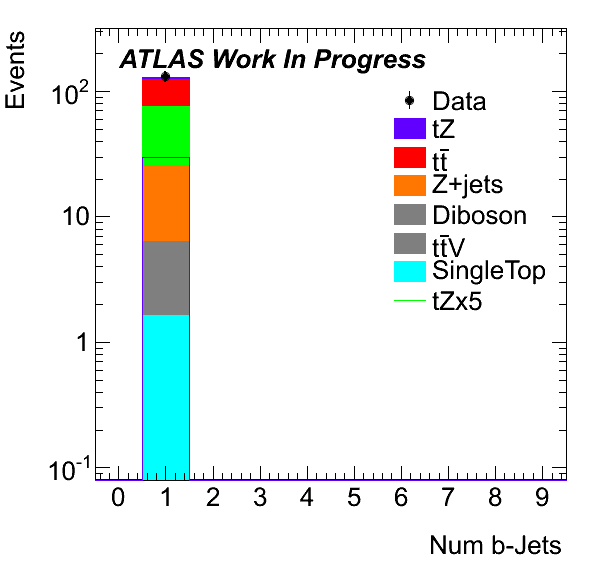 Events
ATLAS Work In Progress
10²
10
1
10⁻¹
Data
tZ
tt̄
Z+jets
Diboson
tt̄V
SingleTop
tZx5
0 1 2 3 4 5 6 7 8 9
Num b-Jets